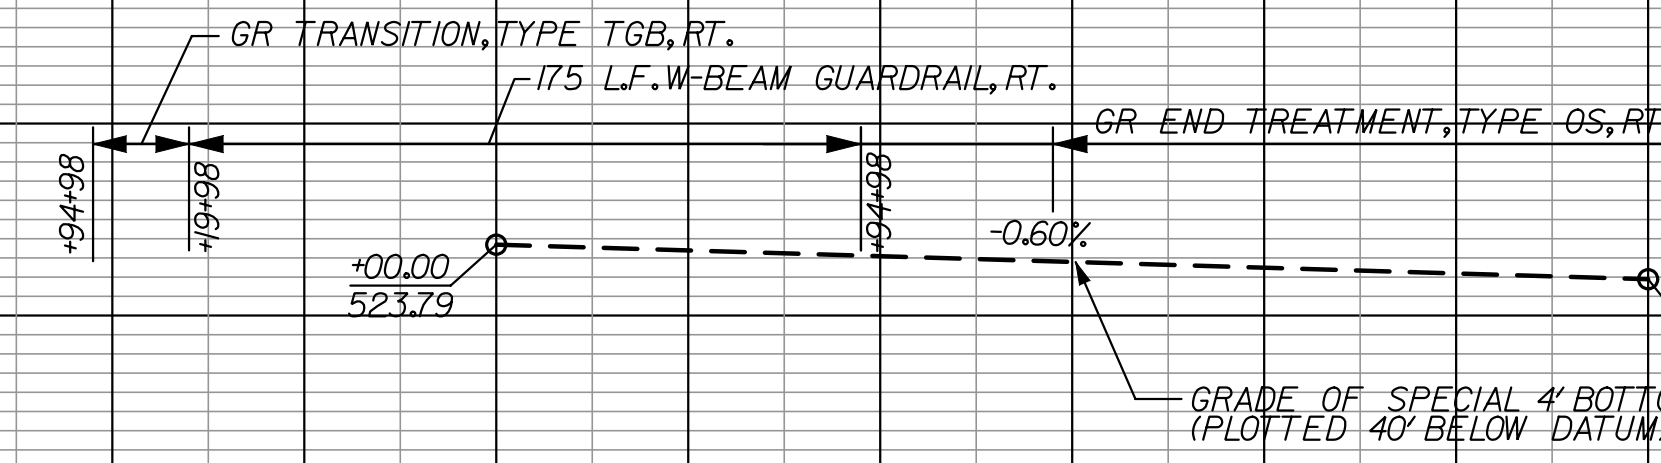 GR TRANSITION, TYPE TGB, RT.
175 L.F. W-BEAM GUARDRAIL, RT.
GR END TREATMENT, TYPE OS, RT
+94+98
+19+98
+94+98
-0.60%
+00.00
523.79
GRADE OF SPECIAL 4' BOTTO
(PLOTTED 40' BELOW DATUM